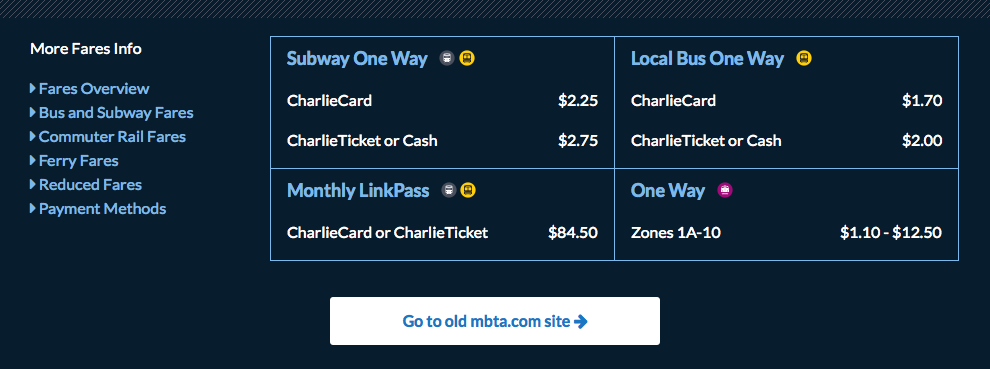 More Fares Info
Fares Overview
Bus and Subway Fares
Commuter Rail Fares
Ferry Fares
Reduced Fares
Payment Methods
Subway One Way
CharlieCard $2.25
CharlieTicket or Cash $2.75
Local Bus One Way
CharlieCard $1.70
CharlieTicket or Cash $2.00
Monthly LinkPass
CharlieCard or CharlieTicket $84.50
One Way
Zones 1A-10 $1.10 - $12.50
Go to old mbta.com site